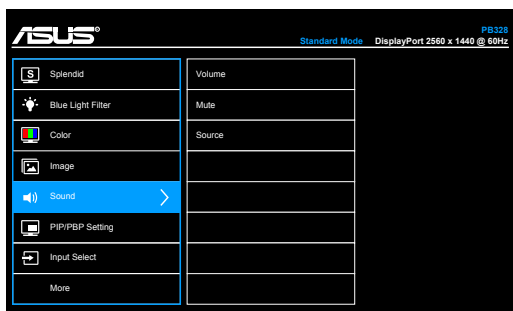 ASUS
PB328
Standard Mode DisplayPort 2560 x 1440 @ 60Hz
S Splendid
Volume
Blue Light Filter
Mute
Color
Source
Image
Sound
PIP/PBP Setting
Input Select
More